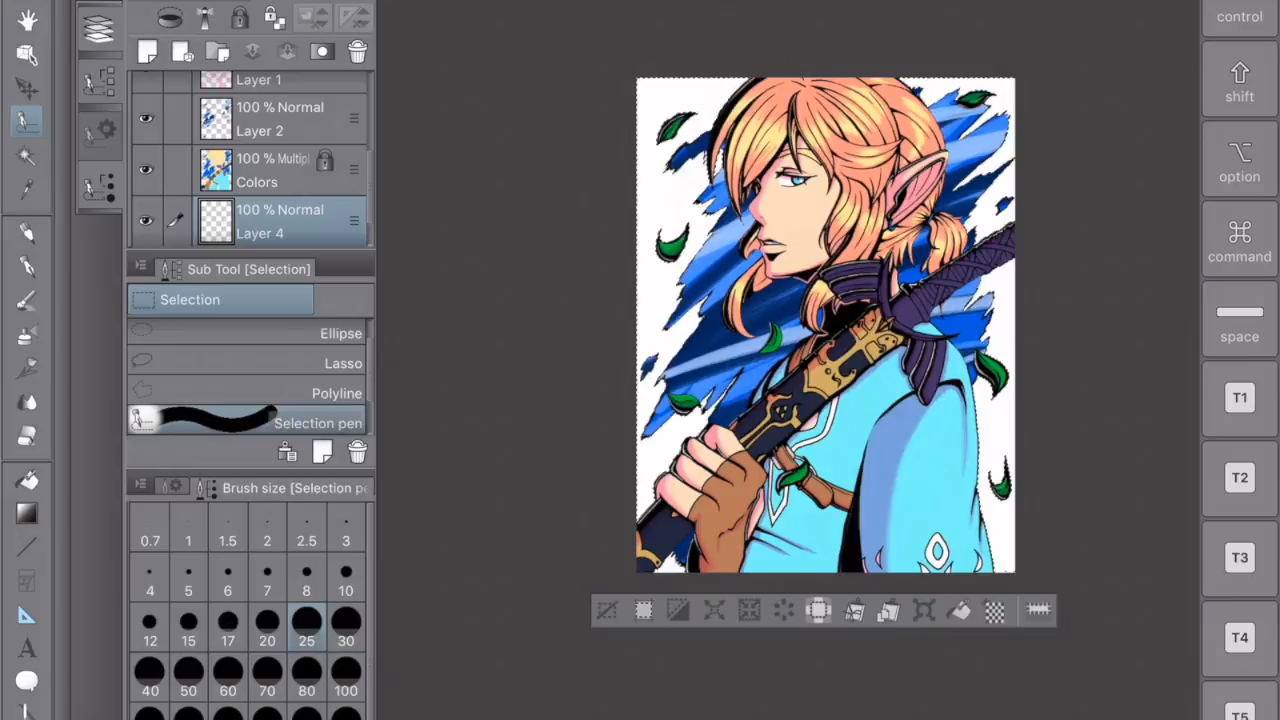 Layer 1
100 % Normal
Layer 2
100 % Multipl
Colors
100 % Normal
Layer 4
Sub Tool [Selection]
Selection
Ellipse
Lasso
Polyline
Selection pen
Brush size [Selection pe
0.7 1 1.5 2 2.5 3
4 5 6 7 8 10
12 15 17 20 25 30
40 50 60 70 80 100
A
control
shift
option
command
space
T1
T2
T3
T4
T5